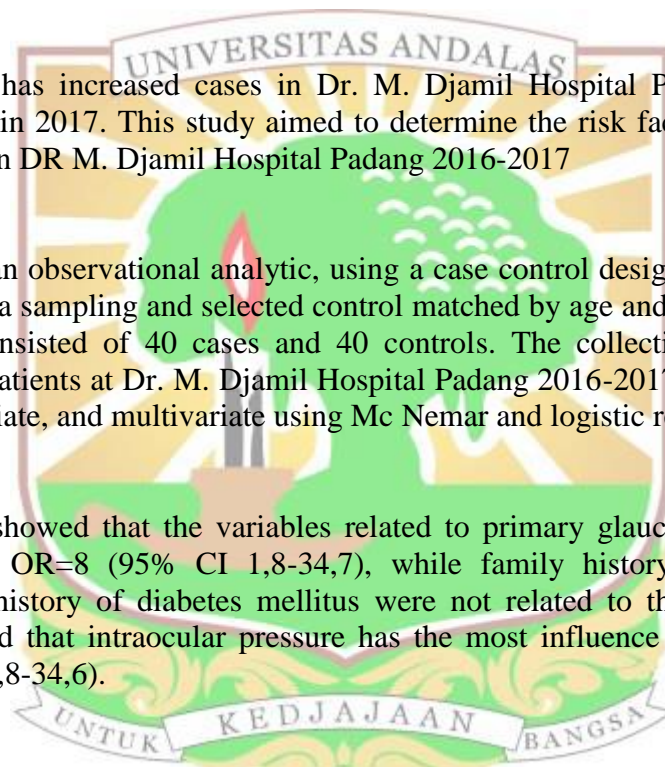 UNIVERSITAS ANDALAS
has increased cases in Dr. M. Djamil Hospital P
in 2017. This study aimed to determine the risk fac
n DR M. Djamil Hospital Padang 2016-2017
an observational analytic, using a case control desig
a sampling and selected control matched by age and
nsisted of 40 cases and 40 controls. The collecti
atients at Dr. M. Djamil Hospital Padang 2016-2017
iate, and multivariate using Mc Nemar and logistic re
showed that the variables related to primary glauc
OR=8 (95% CI 1,8-34,7), while family history
history of diabetes mellitus were not related to th
d that intraocular pressure has the most influence
,8-34,6).
UNTUK KEDJAJAAN BANGSA